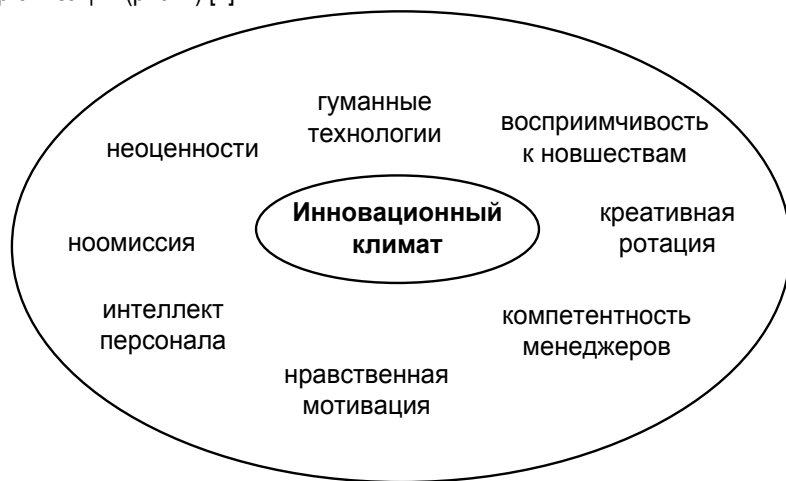 гуманные
технологии
восприимчивость
к новшествам
неоценности
Инновационный
климат
креативная
ротация
ноомиссия
интеллект
персонала
компетентность
менеджеров
нравственная
мотивация